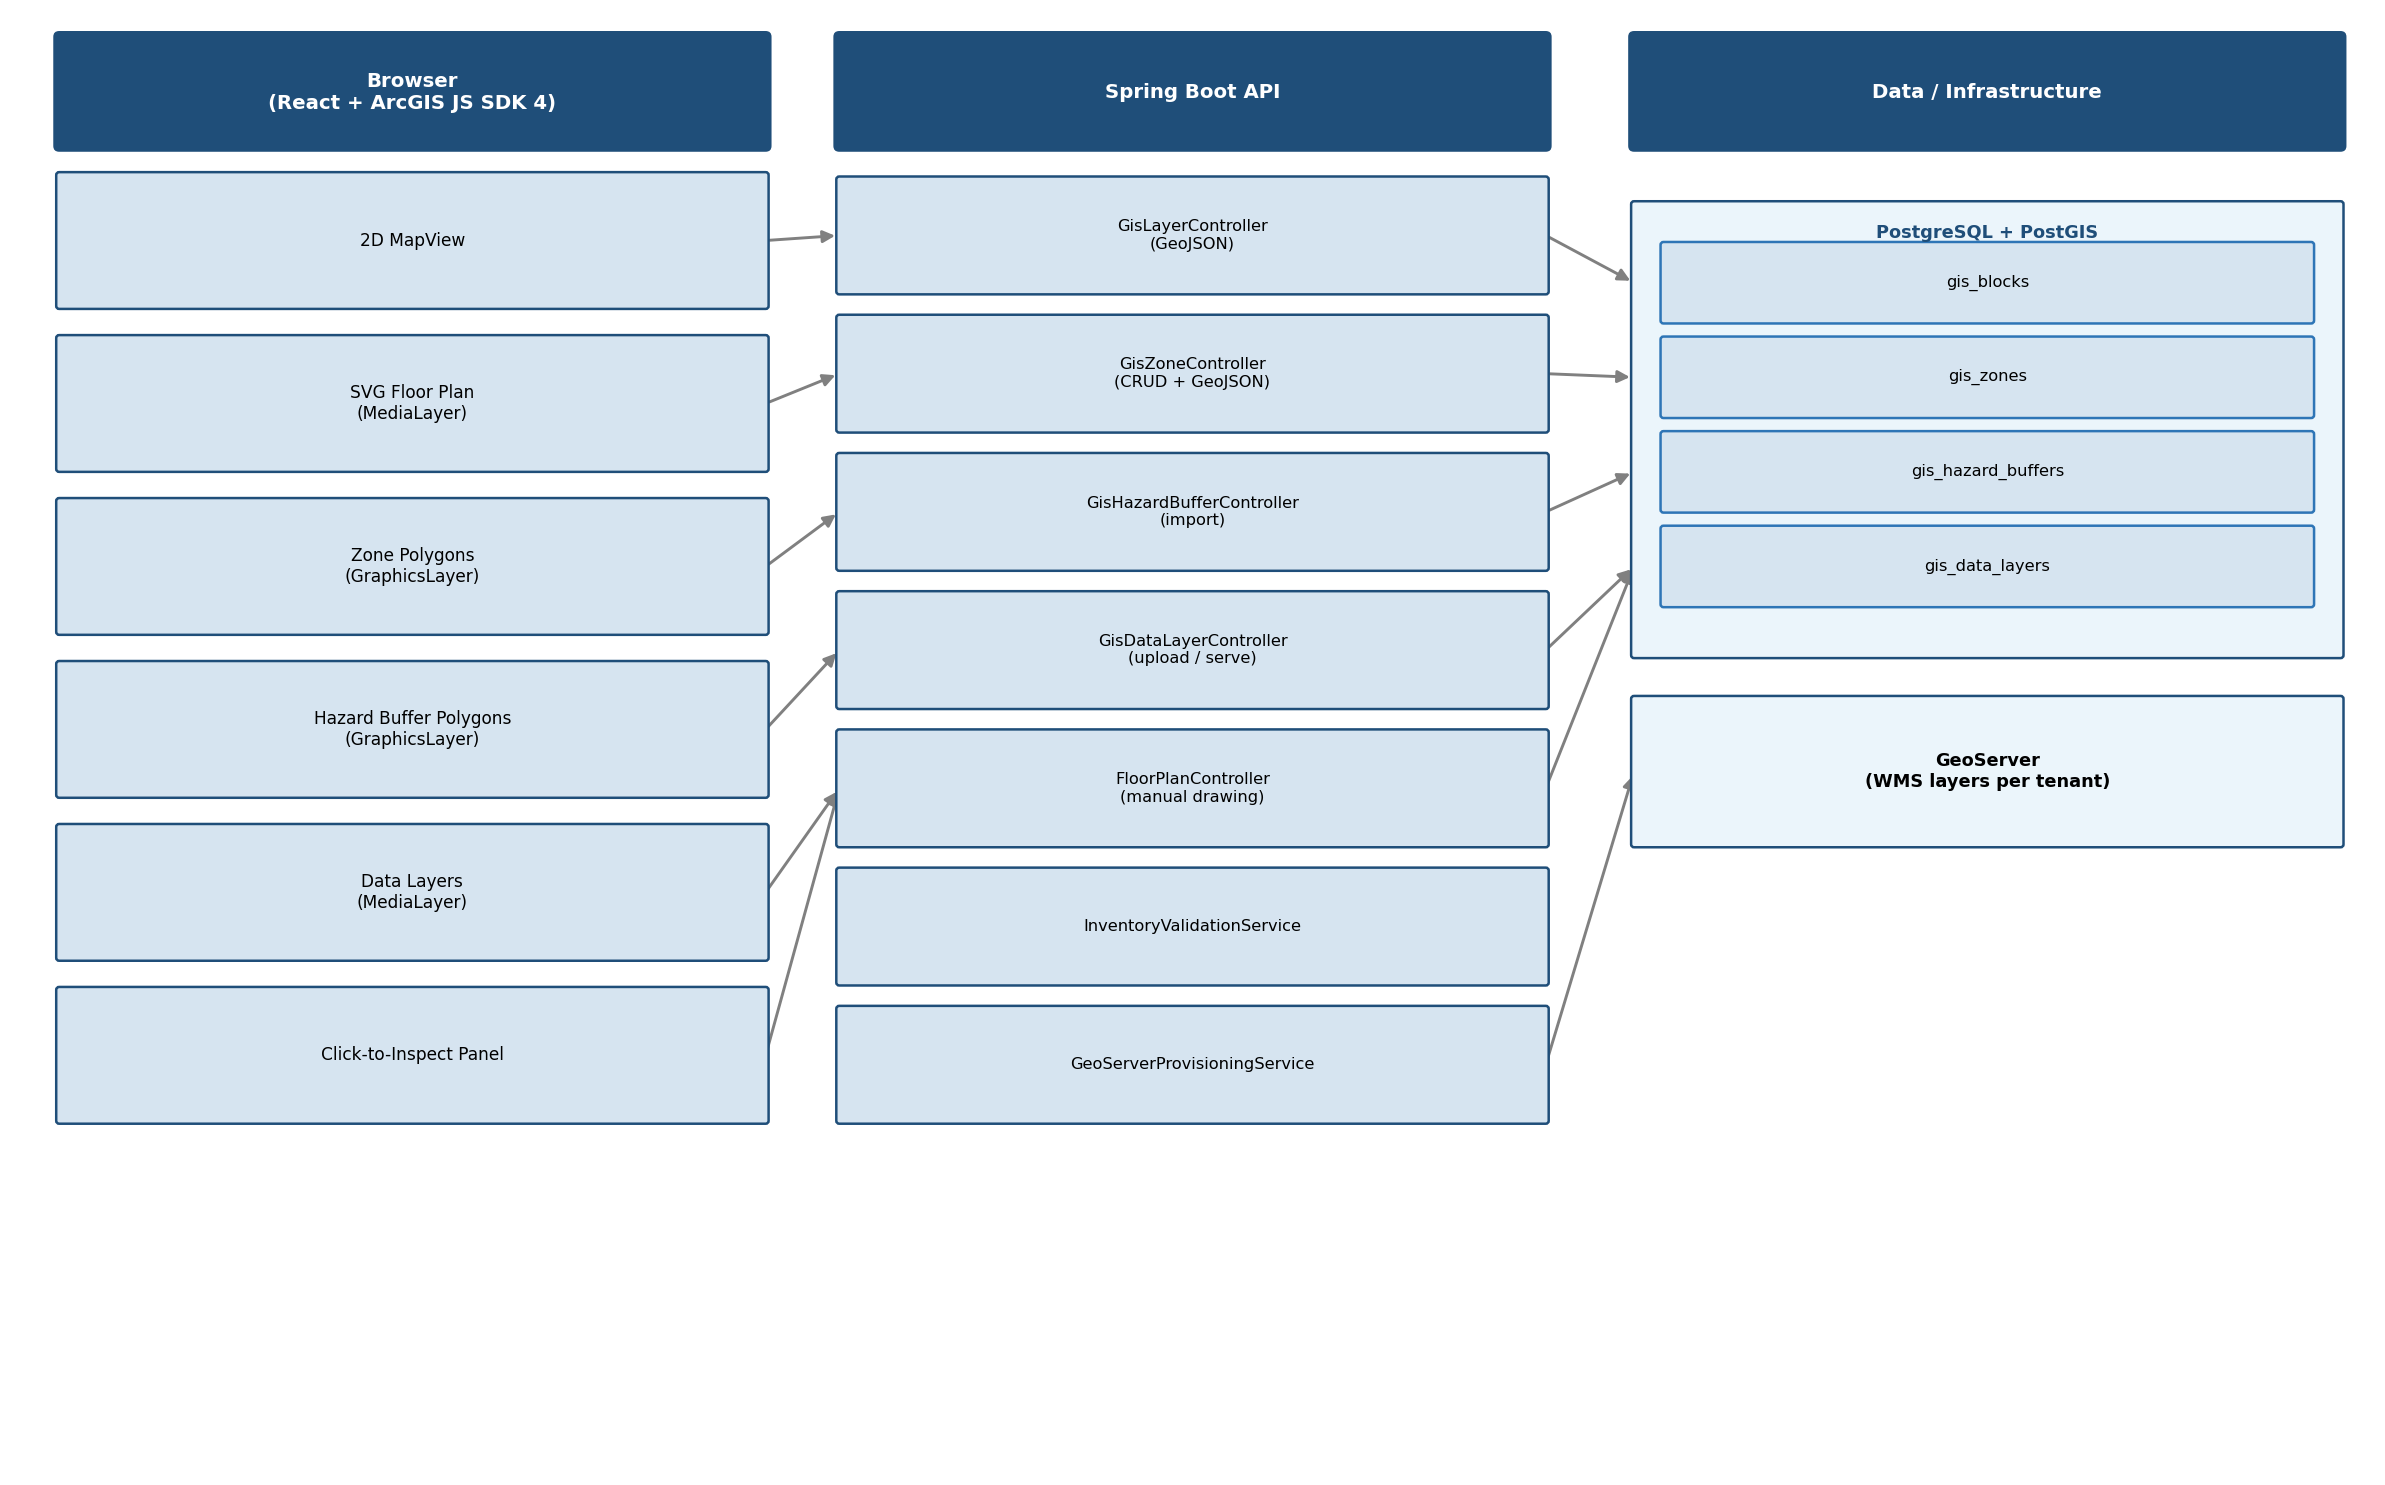 Browser
(React + ArcGIS JS SDK 4)
2D MapView
SVG Floor Plan
(MediaLayer)
Zone Polygons
(GraphicsLayer)
Hazard Buffer Polygons
(GraphicsLayer)
Data Layers
(MediaLayer)
Click-to-Inspect Panel
Spring Boot API
GisLayerController
(GeoJSON)
GisZoneController
(CRUD + GeoJSON)
GisHazardBufferController
(import)
GisDataLayerController
(upload / serve)
FloorPlanController
(manual drawing)
InventoryValidationService
GeoServerProvisioningService
Data / Infrastructure
PostgreSQL + PostGIS
gis_blocks
gis_zones
gis_hazard_buffers
gis_data_layers
GeoServer
(WMS layers per tenant)